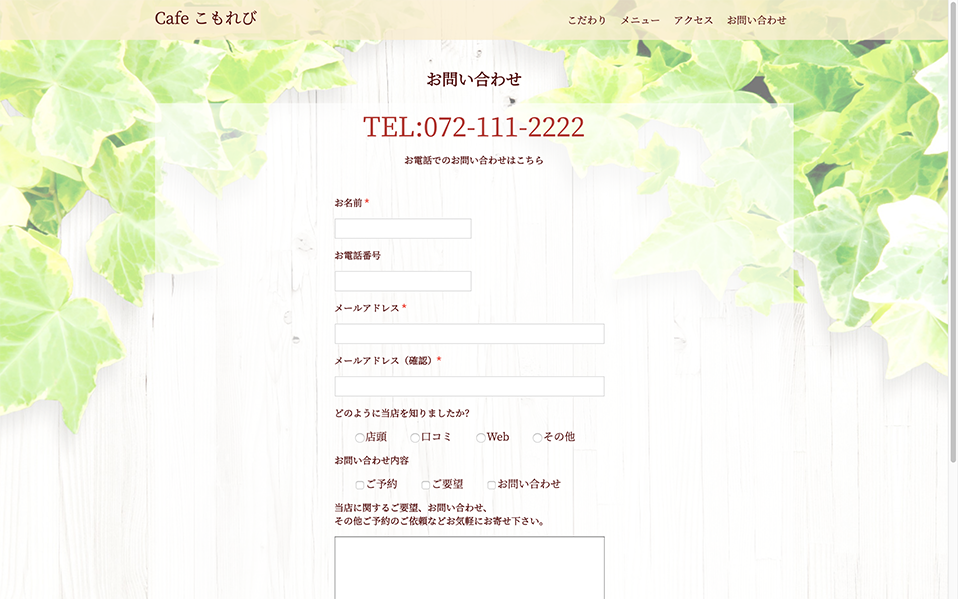 Cafe こもれび
こだわり メニュー アクセス お問い合わせ
お問い合わせ
TEL:072-111-2222
お電話でのお問い合わせはこちら
お名前 *
お電話番号
メールアドレス *
メールアドレス（確認）*
どのように当店を知りましたか?
店頭 口コミ Web その他
お問い合わせ内容
ご予約 ご要望 お問い合わせ
当店に関するご要望、お問い合わせ、
その他ご予約のご依頼などお気軽にお寄せ下さい。